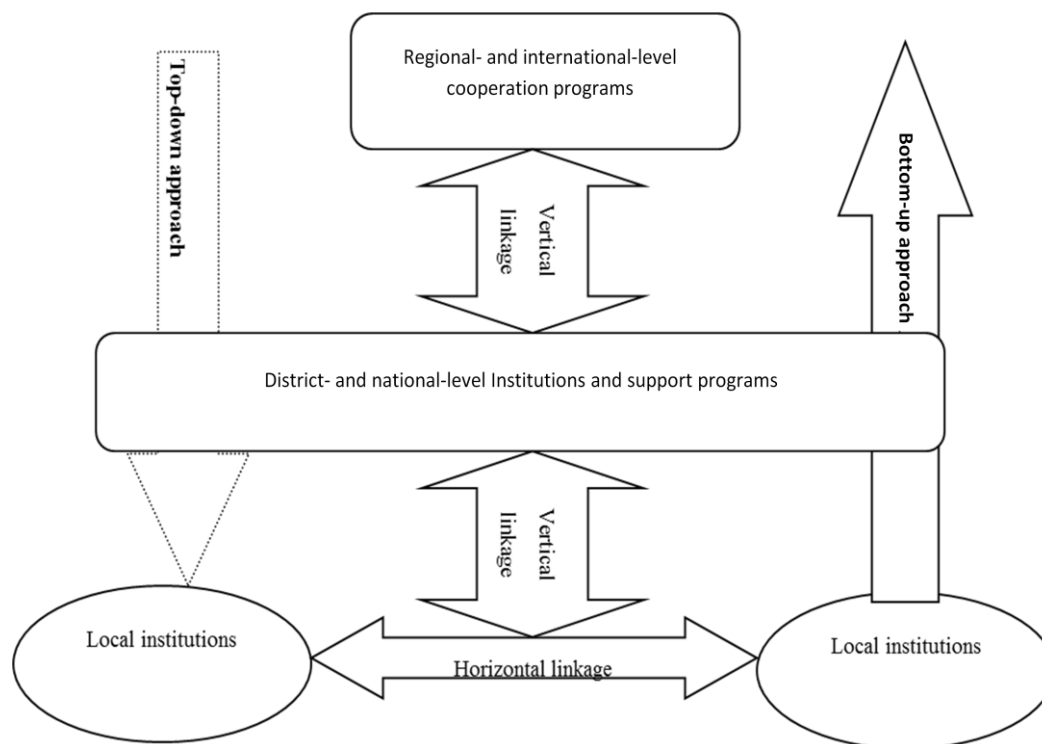 Regional- and international-level
cooperation programs
Top-down approach
Bottom-up approach
Vertical
linkage
District- and national-level Institutions and support programs
Vertical
linkage
Local institutions
Horizontal linkage
Local institutions